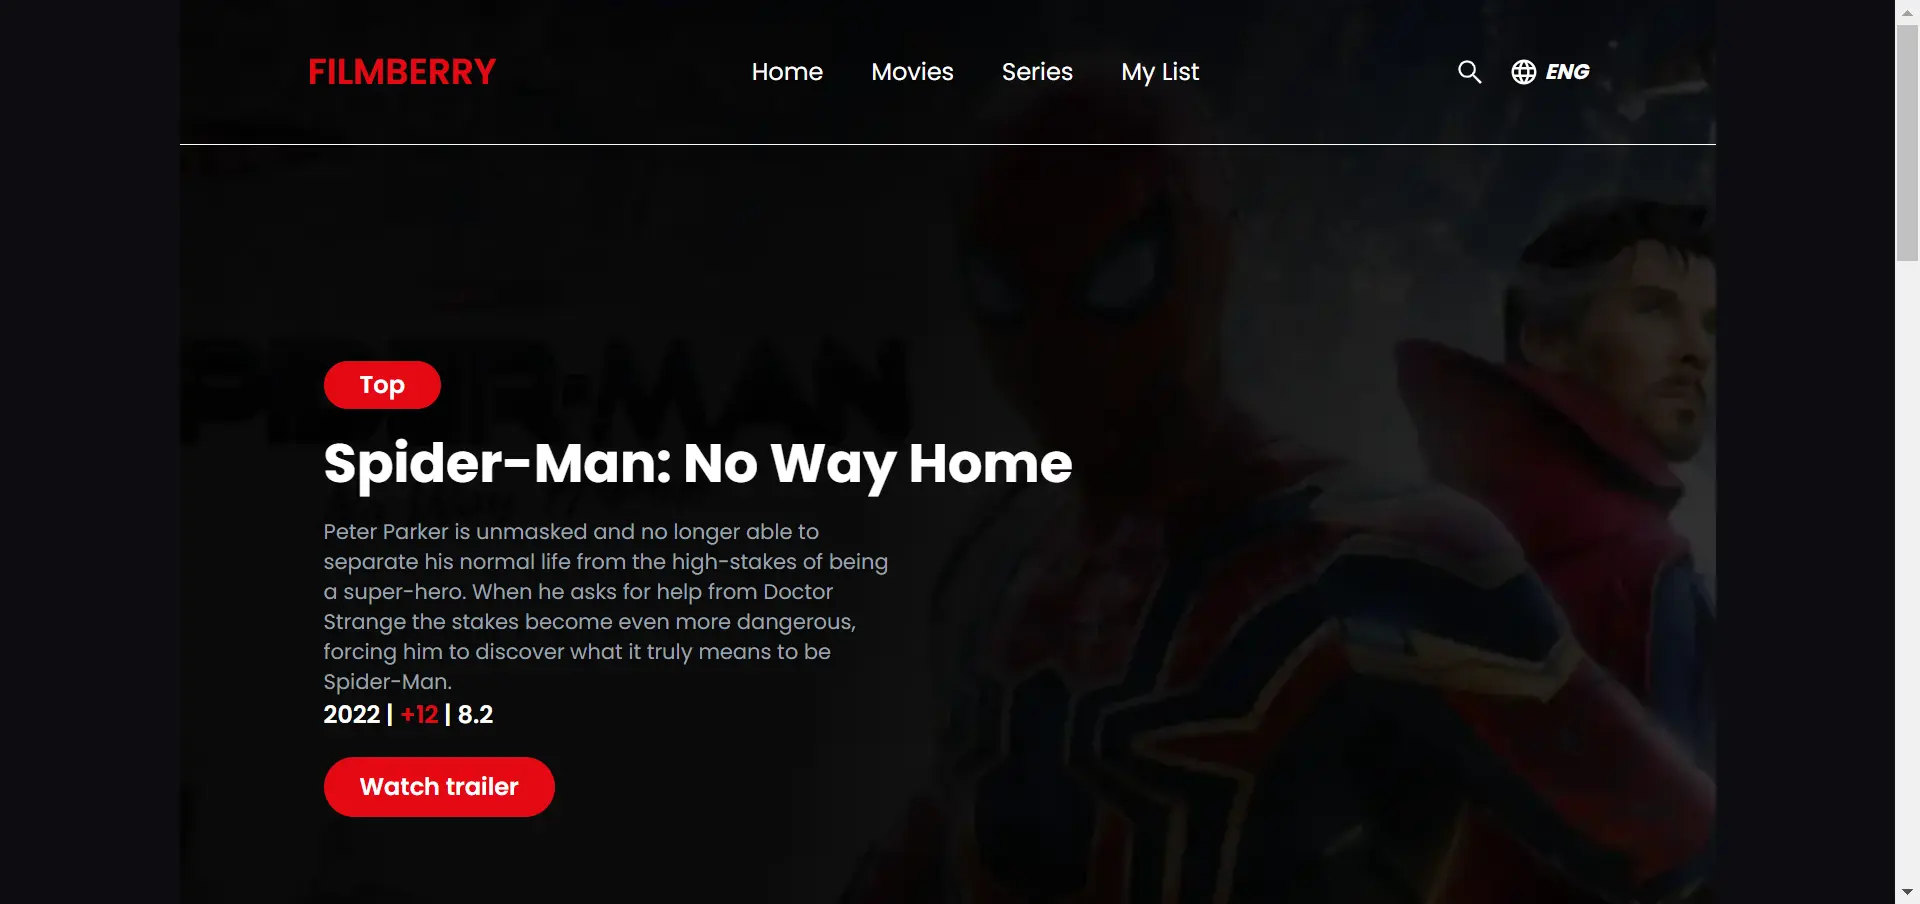 FILMBERRY
Home
Movies
Series
My List
ENG
Top
Spider-Man: No Way Home
Peter Parker is unmasked and no longer able to
separate his normal life from the high-stakes of being
a super-hero. When he asks for help from Doctor
Strange the stakes become even more dangerous,
forcing him to discover what it truly means to be
Spider-Man.
2022 | +12 | 8.2
Watch trailer